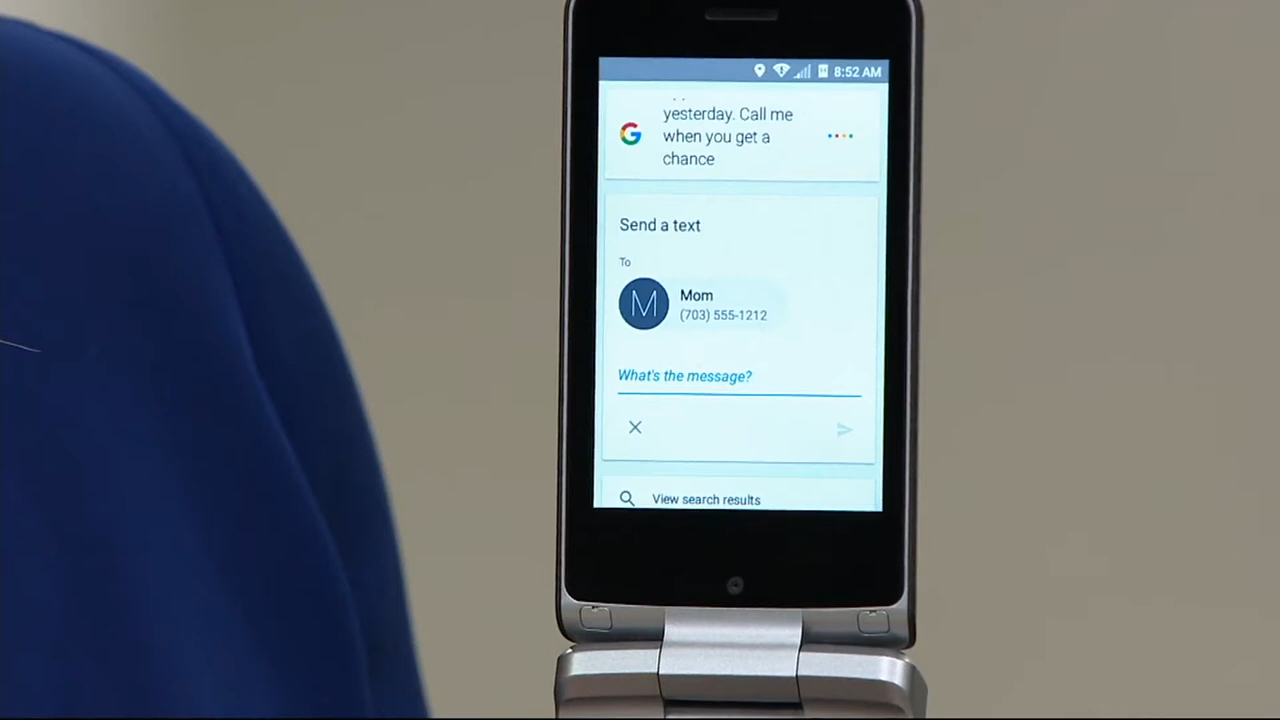 8:52 AM
yesterday. Call me
when you get a
chance
Send a text
To
M
Mom
(703) 555-1212
What's the message?
View search results